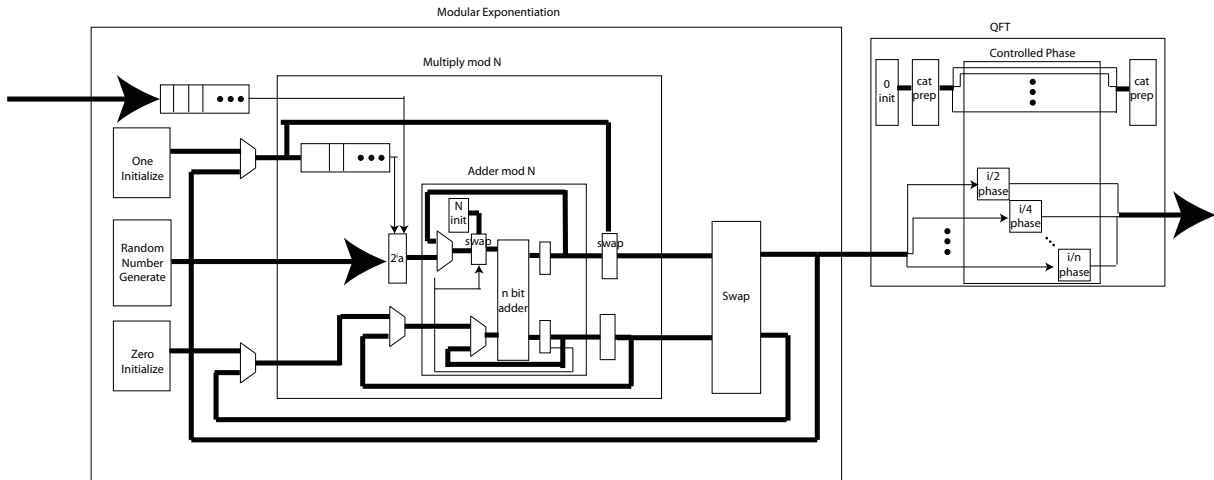 Modular Exponentiation
QFT
Multiply mod N
Controlled Phase
0
init
cat
prep
cat
prep
One
Initialize
Adder mod N
N
init
swap
swap
Random
Number
Generate
2ⁱa
n bit
adder
Swap
i/2
phase
i/4
phase
i/n
phase
Zero
Initialize